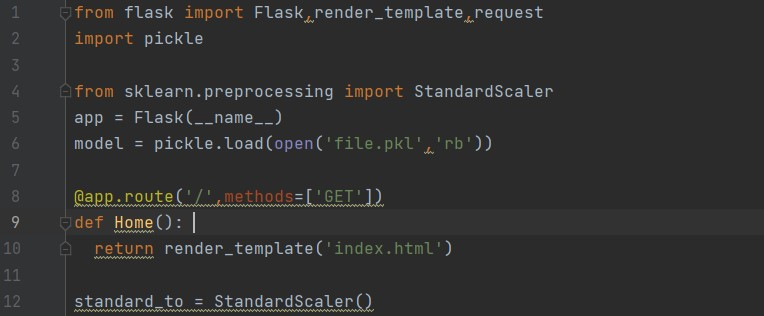 1 from flask import Flask,render_template,request
2 import pickle
3
4 from sklearn.preprocessing import StandardScaler
5 app = Flask(__name__)
6 model = pickle.load(open('file.pkl','rb'))
7
8 @app.route('/',methods=['GET'])
9 def Home():
10   return render_template('index.html')
11
12 standard_to = StandardScaler()